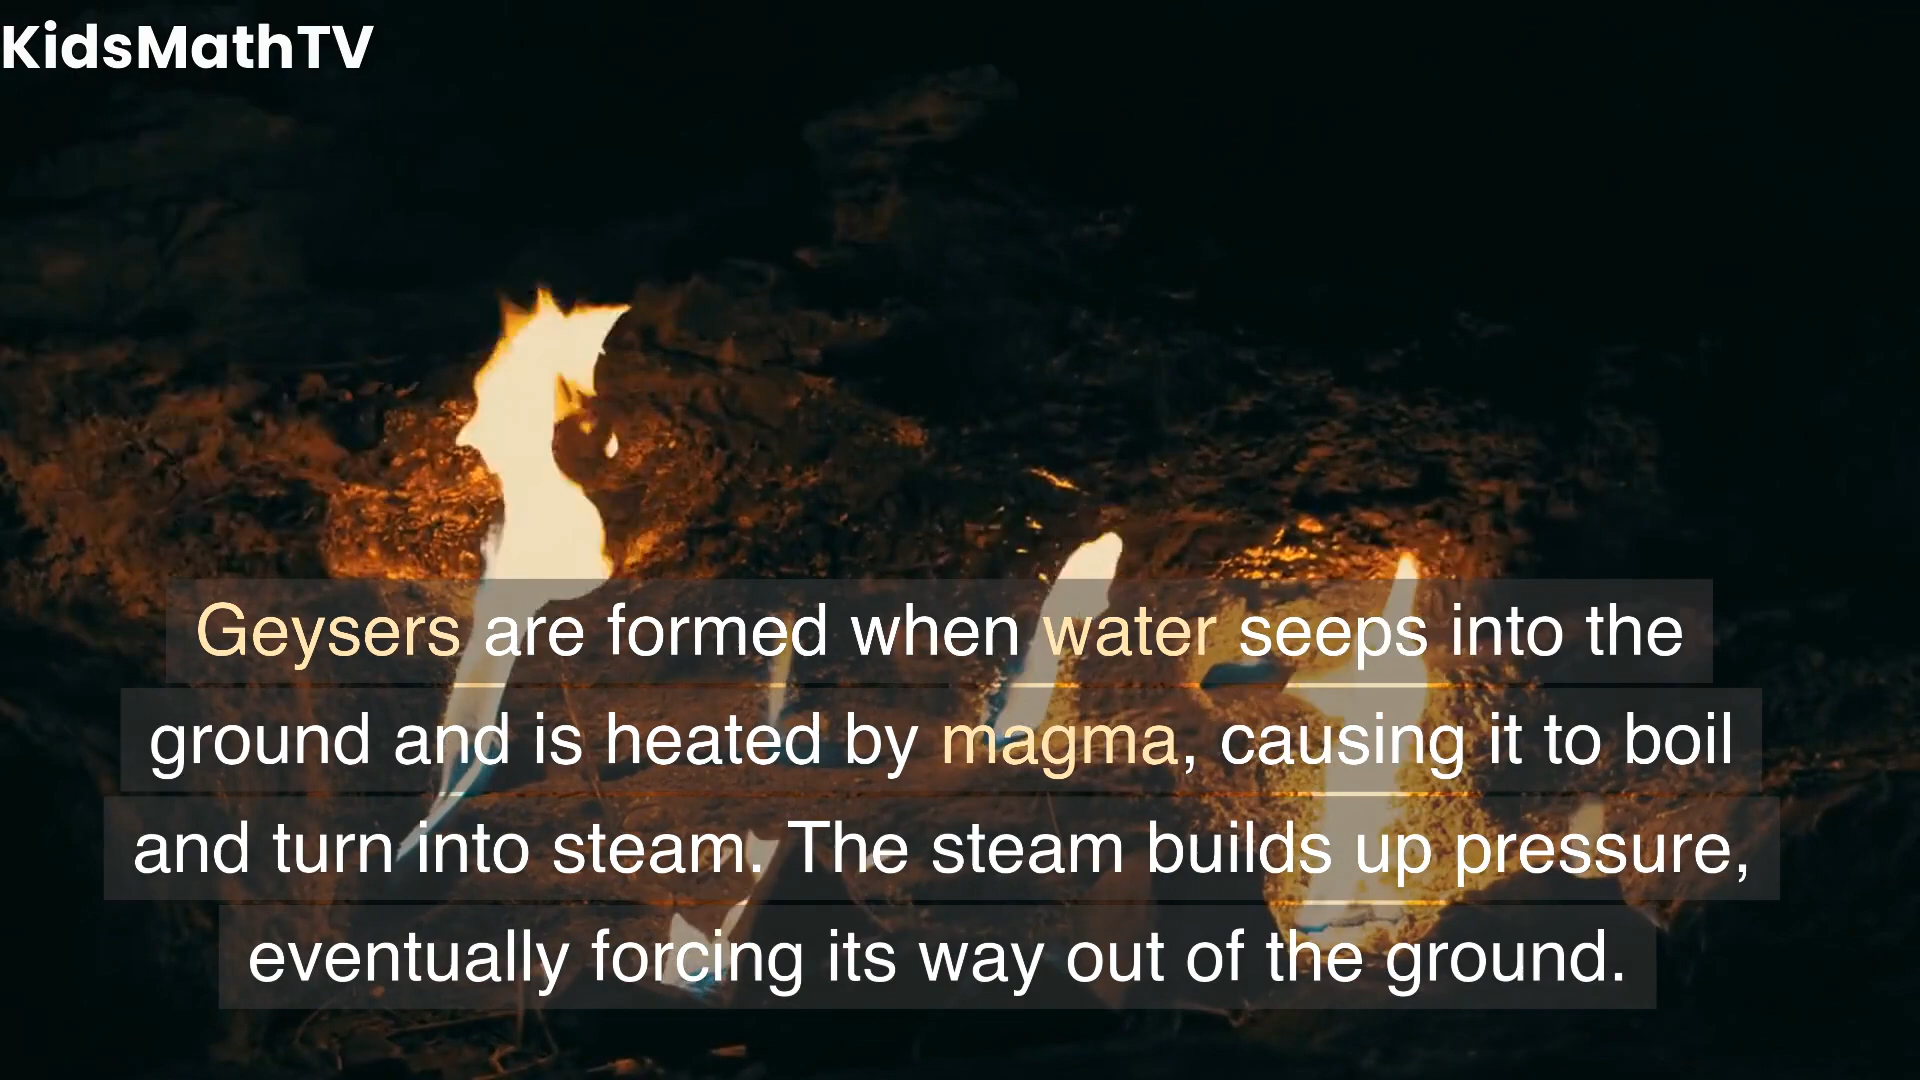 KidsMathTV
Geysers are formed when water seeps into the
ground and is heated by magma, causing it to boil
and turn into steam. The steam builds up pressure,
eventually forcing its way out of the ground.